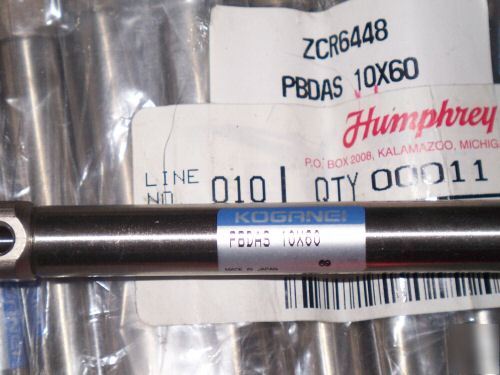 ZCR6448
PBDAS 10X60
Humphrey
P.O. BOX 2008, KALAMAZOO, MICHIG
LINE
NO. 010 QTY 00011
KOGANEI
PBDAS 10X60
MADE IN JAPAN